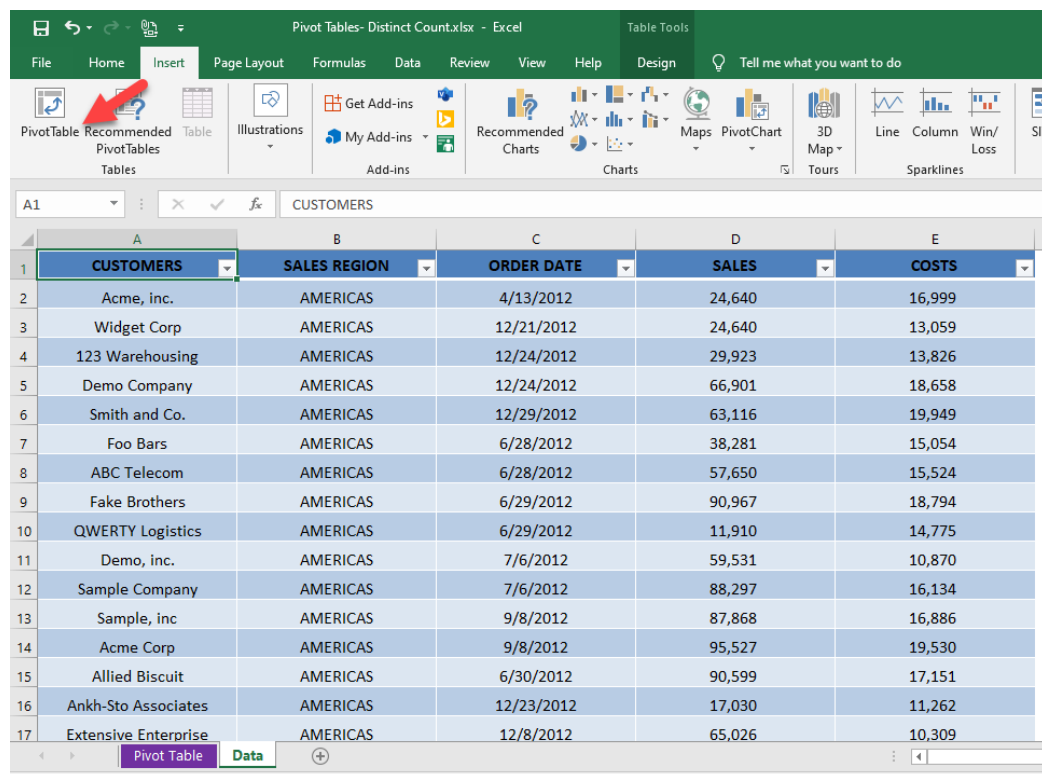 Pivot Tables- Distinct Count.xlsx - Excel
Table Tools
File Home Insert Page Layout Formulas Data Review View Help Design Tell me what you want to do
PivotTable Recommended PivotTables Table
Tables
Illustrations
Get Add-ins
My Add-ins
Add-ins
Recommended Charts
Maps PivotChart
Charts
3D Map
Tours
Line Column Win/ Loss
Sparklines
A1 fx CUSTOMERS
A B C D E
1 CUSTOMERS SALES REGION ORDER DATE SALES COSTS
2 Acme, inc. AMERICAS 4/13/2012 24,640 16,999
3 Widget Corp AMERICAS 12/21/2012 24,640 13,059
4 123 Warehousing AMERICAS 12/24/2012 29,923 13,826
5 Demo Company AMERICAS 12/24/2012 66,901 18,658
6 Smith and Co. AMERICAS 12/29/2012 63,116 19,949
7 Foo Bars AMERICAS 6/28/2012 38,281 15,054
8 ABC Telecom AMERICAS 6/28/2012 57,650 15,524
9 Fake Brothers AMERICAS 6/29/2012 90,967 18,794
10 QWERTY Logistics AMERICAS 6/29/2012 11,910 14,775
11 Demo, inc. AMERICAS 7/6/2012 59,531 10,870
12 Sample Company AMERICAS 7/6/2012 88,297 16,134
13 Sample, inc AMERICAS 9/8/2012 87,868 16,886
14 Acme Corp AMERICAS 9/8/2012 95,527 19,530
15 Allied Biscuit AMERICAS 6/30/2012 90,599 17,151
16 Ankh-Sto Associates AMERICAS 12/23/2012 17,030 11,262
17 Extensive Enterprise AMERICAS 12/8/2012 65,026 10,309
Pivot Table Data